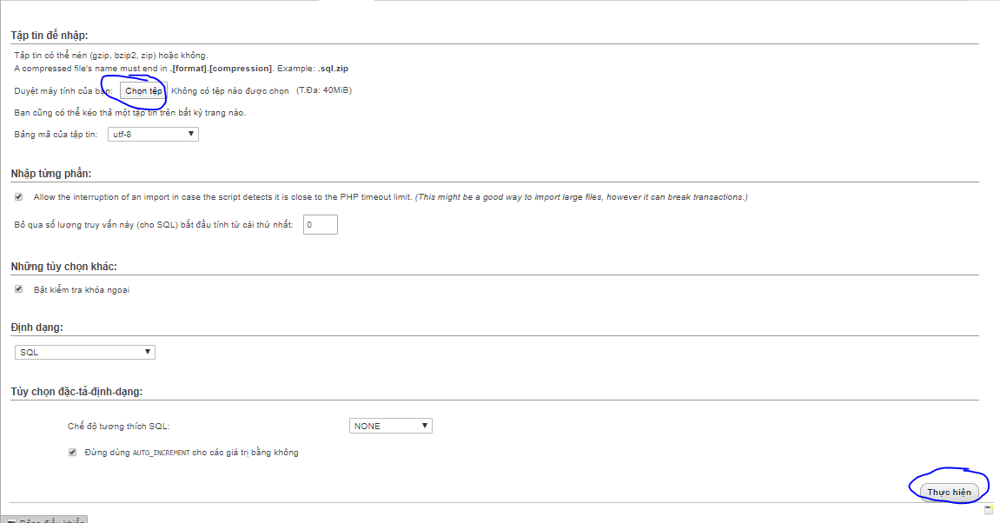 Tập tin để nhập:
Tập tin có thể nén (gzip, bzip2, zip) hoặc không.
A compressed file's name must end in .[format].[compression]. Example: .sql.zip
Duyệt máy tính của bạn: Chọn tệp Không có tệp nào được chọn (T.Đa: 40MiB)
Bạn cũng có thể kéo thả một tập tin trên bất kỳ trang nào.
Bảng mã của tập tin: utf-8
Nhập từng phần:
Allow the interruption of an import in case the script detects it is close to the PHP timeout limit. (This might be a good way to import large files, however it can break transactions.)
Bỏ qua số lượng truy vấn này (cho SQL) bắt đầu tính từ cái thứ nhất: 0
Những tùy chọn khác:
Bật kiểm tra khóa ngoại
Định dạng:
SQL
Tùy chọn đặc-tả-định-dạng:
Chế độ tương thích SQL: NONE
Đừng dùng AUTO_INCREMENT cho các giá trị bằng không
Thực hiện
Bảng điều khiển